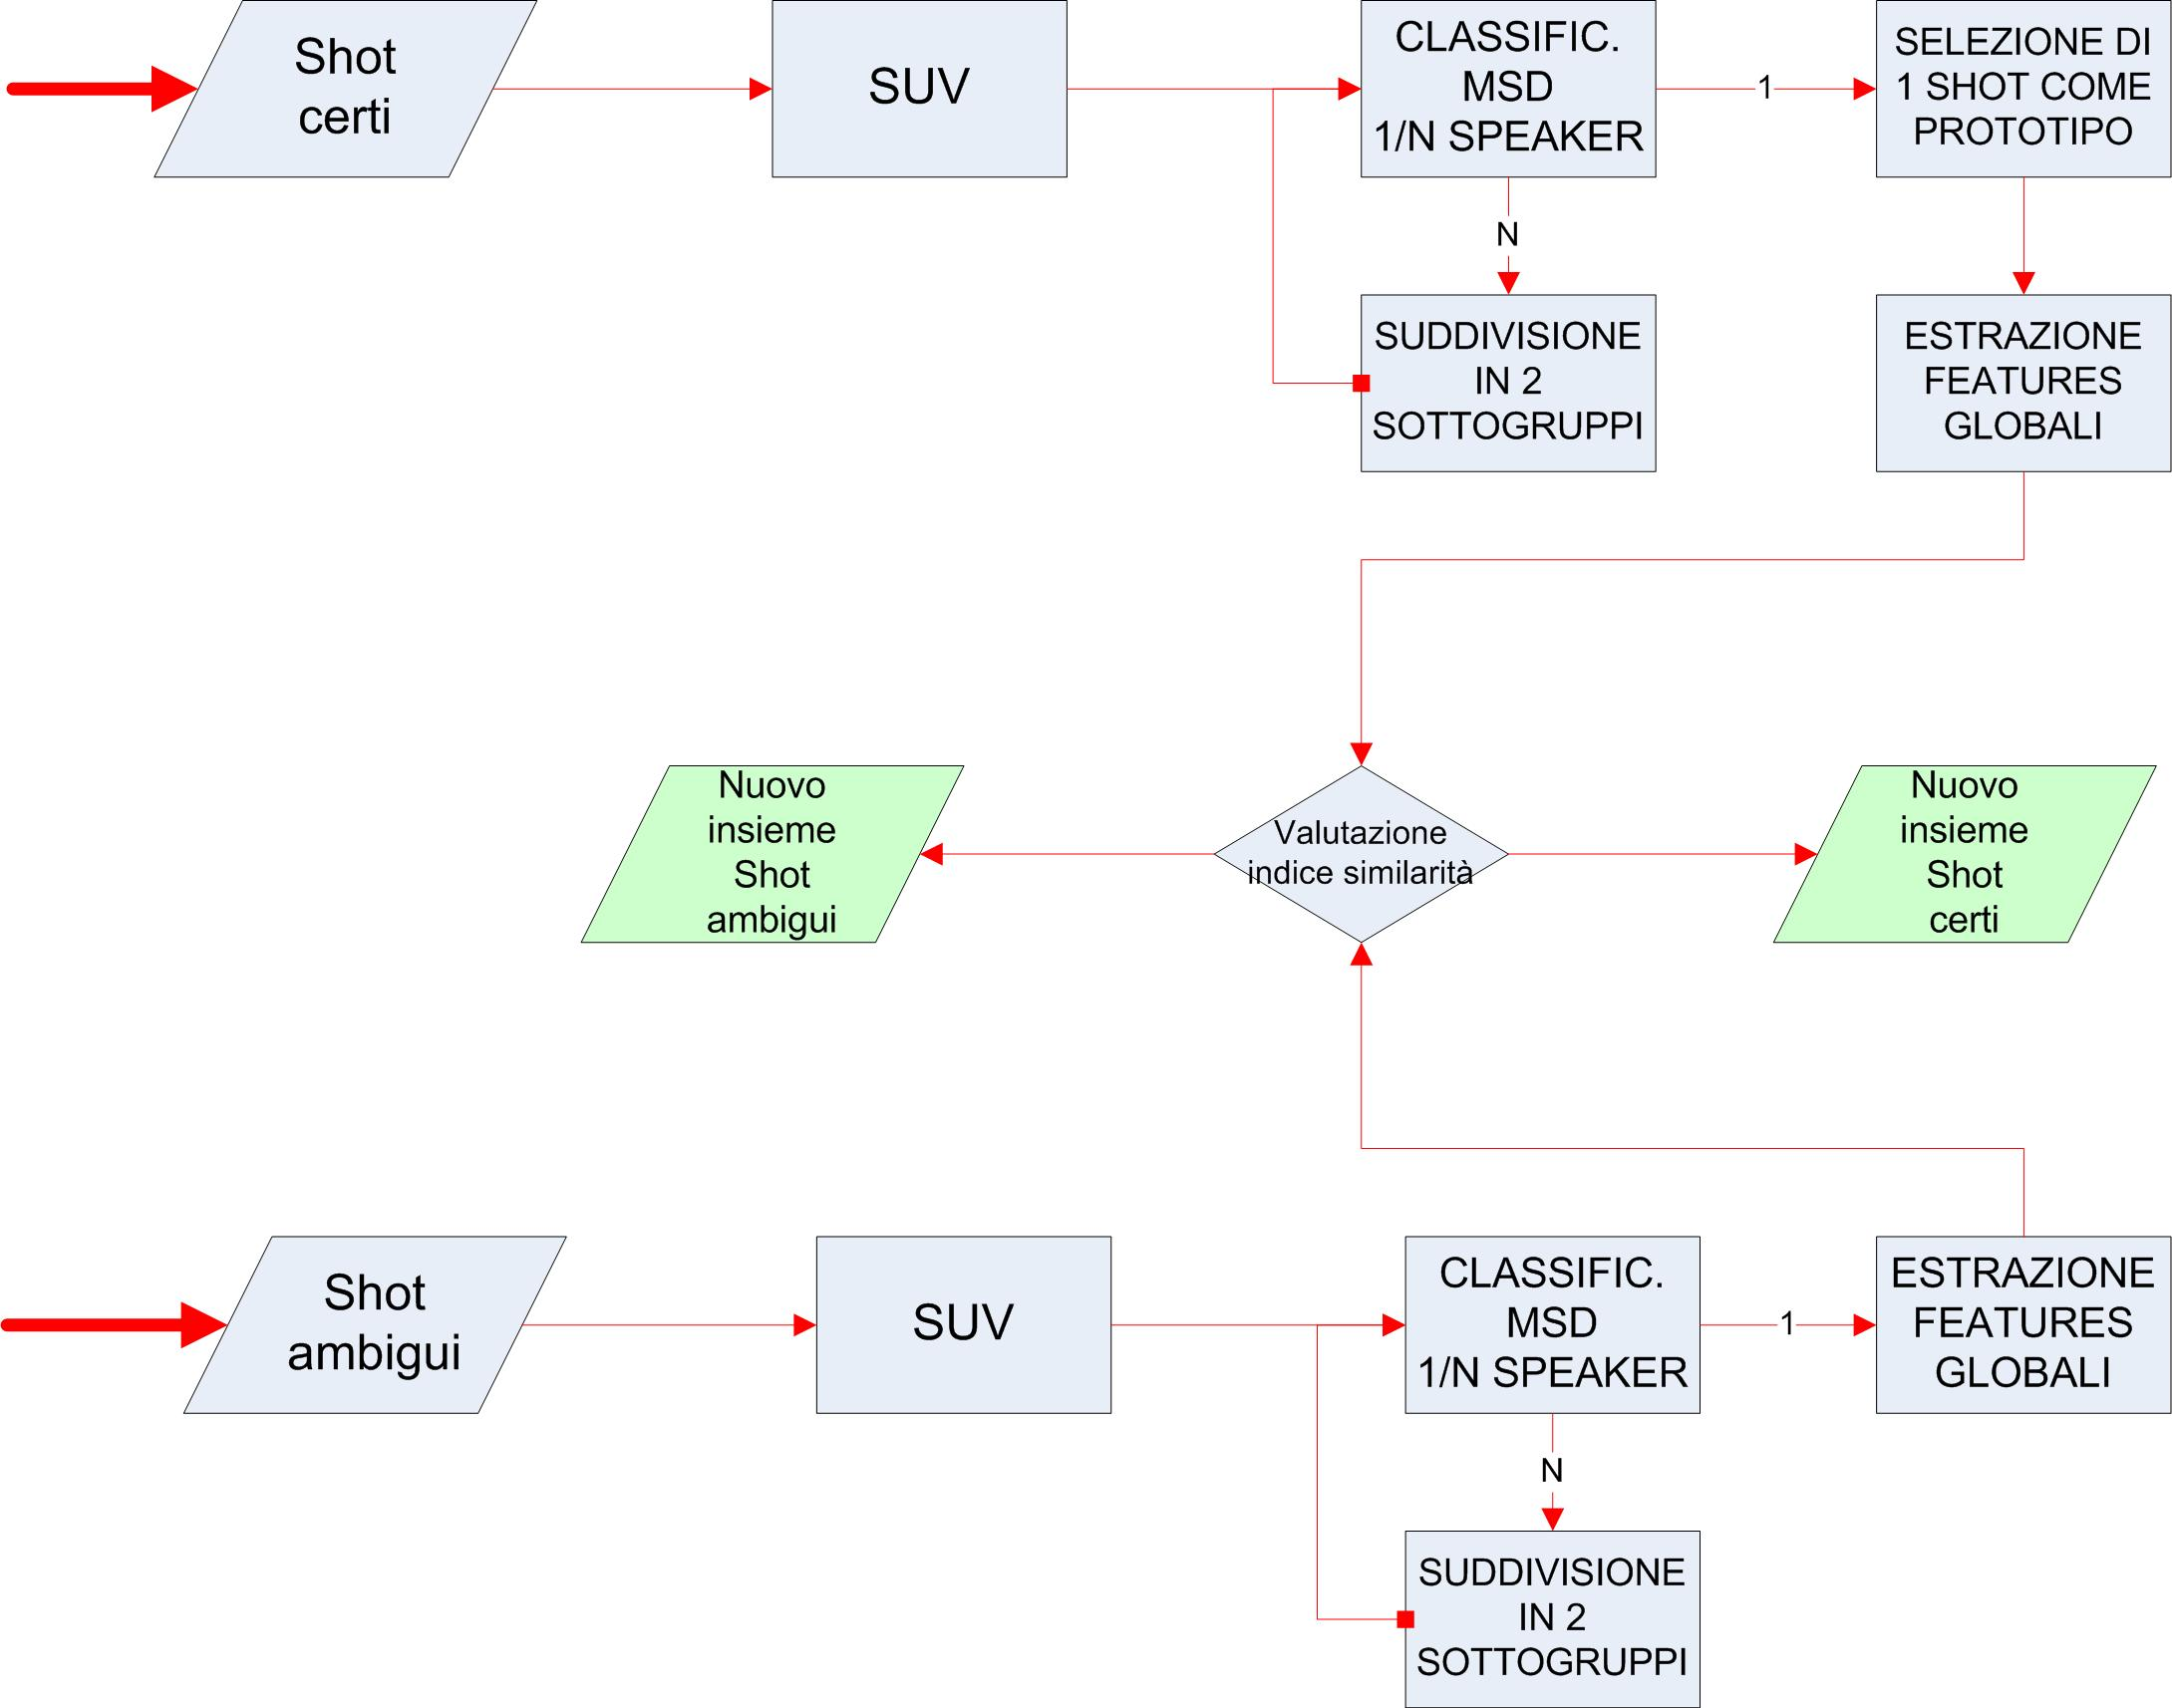 Shot
certi
SUV
CLASSIFIC.
MSD
1/N SPEAKER
1
SELEZIONE DI
1 SHOT COME
PROTOTIPO
N
SUDDIVISIONE
IN 2
SOTTOGRUPPI
ESTRAZIONE
FEATURES
GLOBALI
Nuovo
insieme
Shot
ambigui
Valutazione
indice similarità
Nuovo
insieme
Shot
certi
Shot
ambigui
SUV
CLASSIFIC.
MSD
1/N SPEAKER
1
ESTRAZIONE
FEATURES
GLOBALI
N
SUDDIVISIONE
IN 2
SOTTOGRUPPI